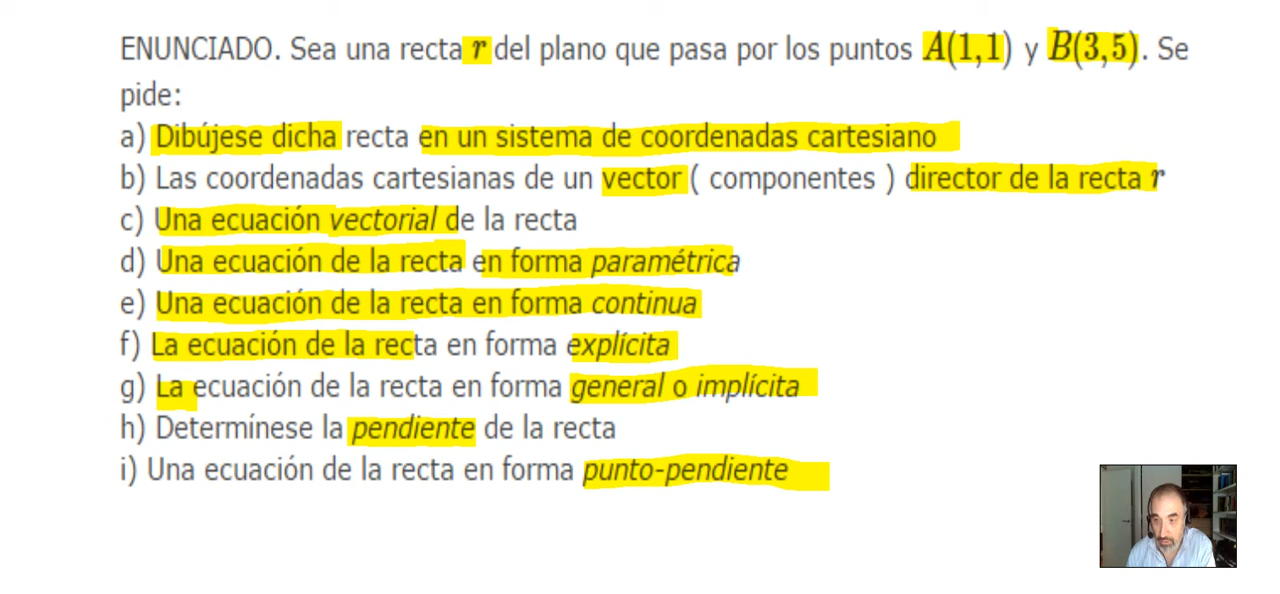 ENUNCIADO. Sea una recta r del plano que pasa por los puntos A(1,1) y B(3,5). Se
pide:
a) Dibújese dicha recta en un sistema de coordenadas cartesiano
b) Las coordenadas cartesianas de un vector ( componentes ) director de la recta r
c) Una ecuación vectorial de la recta
d) Una ecuación de la recta en forma paramétrica
e) Una ecuación de la recta en forma continua
f) La ecuación de la recta en forma explícita
g) La ecuación de la recta en forma general o implícita
h) Determínese la pendiente de la recta
i) Una ecuación de la recta en forma punto-pendiente